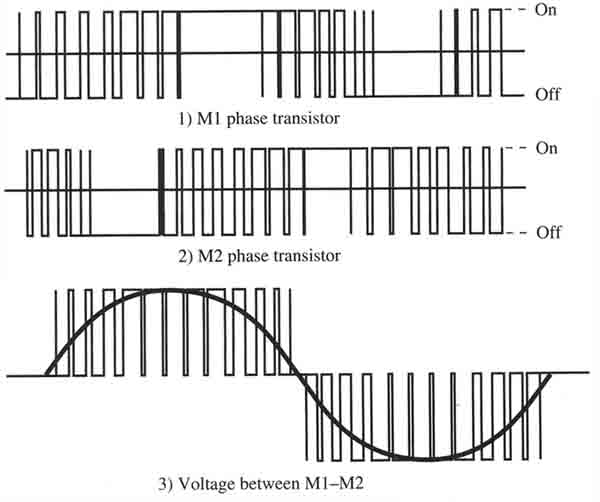 On
Off
1) M1 phase transistor
On
Off
2) M2 phase transistor
3) Voltage between M1–M2